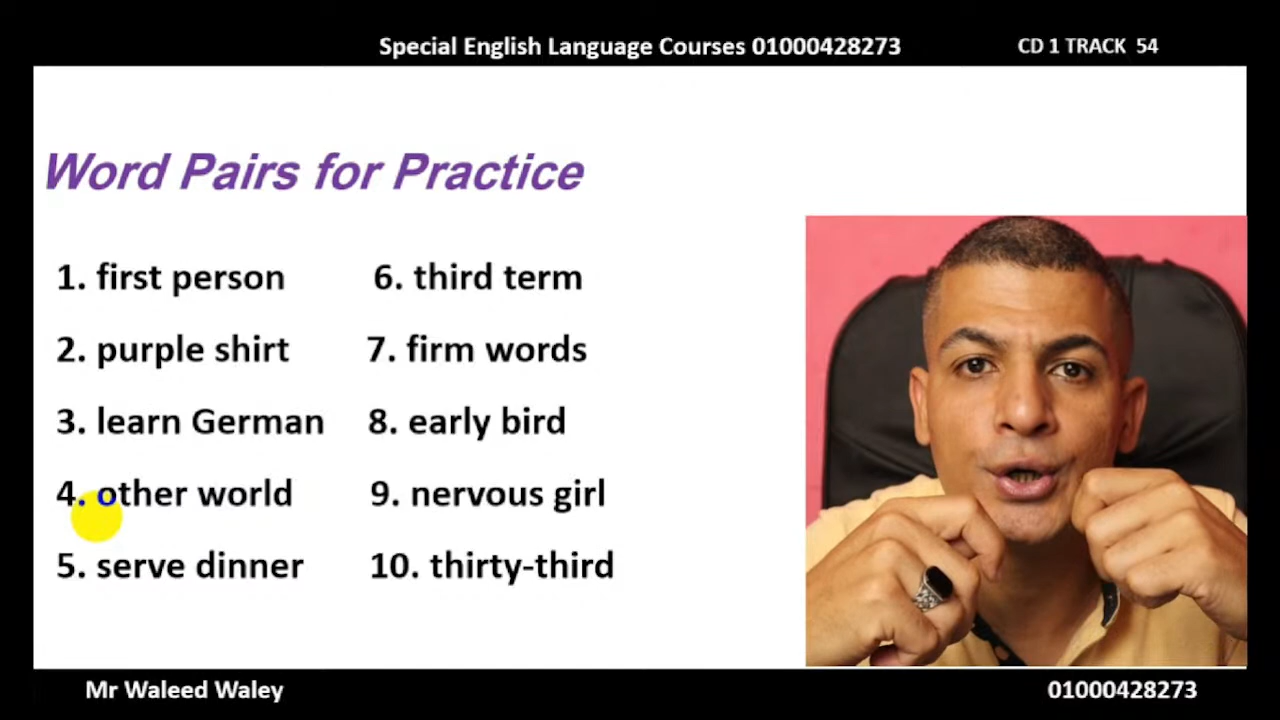 Special English Language Courses 01000428273
CD 1 TRACK 54
Word Pairs for Practice
1. first person
6. third term
2. purple shirt
7. firm words
3. learn German
8. early bird
4. other world
9. nervous girl
5. serve dinner
10. thirty-third
Mr Waleed Waley
01000428273